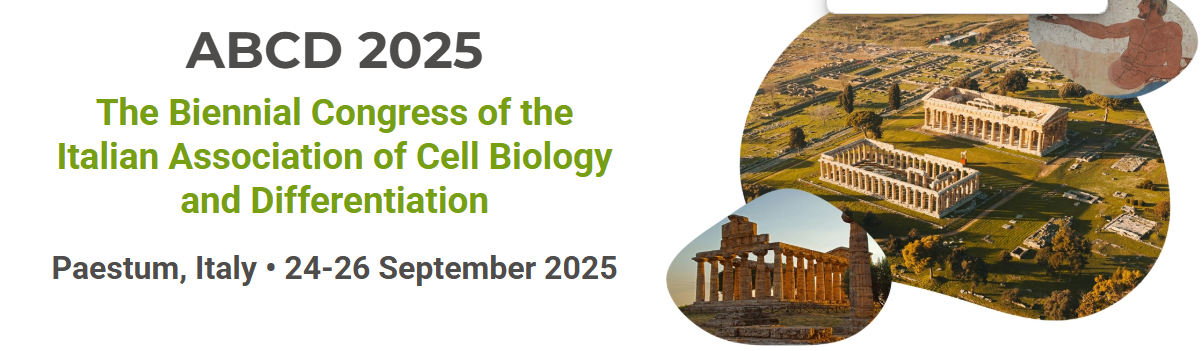 ABCD 2025
The Biennial Congress of the
Italian Association of Cell Biology
and Differentiation
Paestum, Italy • 24-26 September 2025